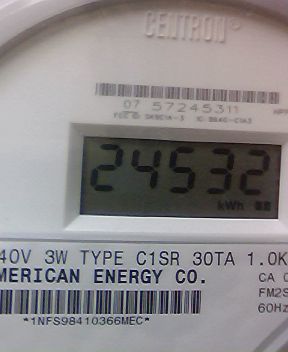 CENTRON®
07 57245311
24532
kWh
40V 3W TYPE C1SR 30TA 1.0K
MERICAN ENERGY CO.
CA
FM2S
60Hz
*1NFS98410366MEC*